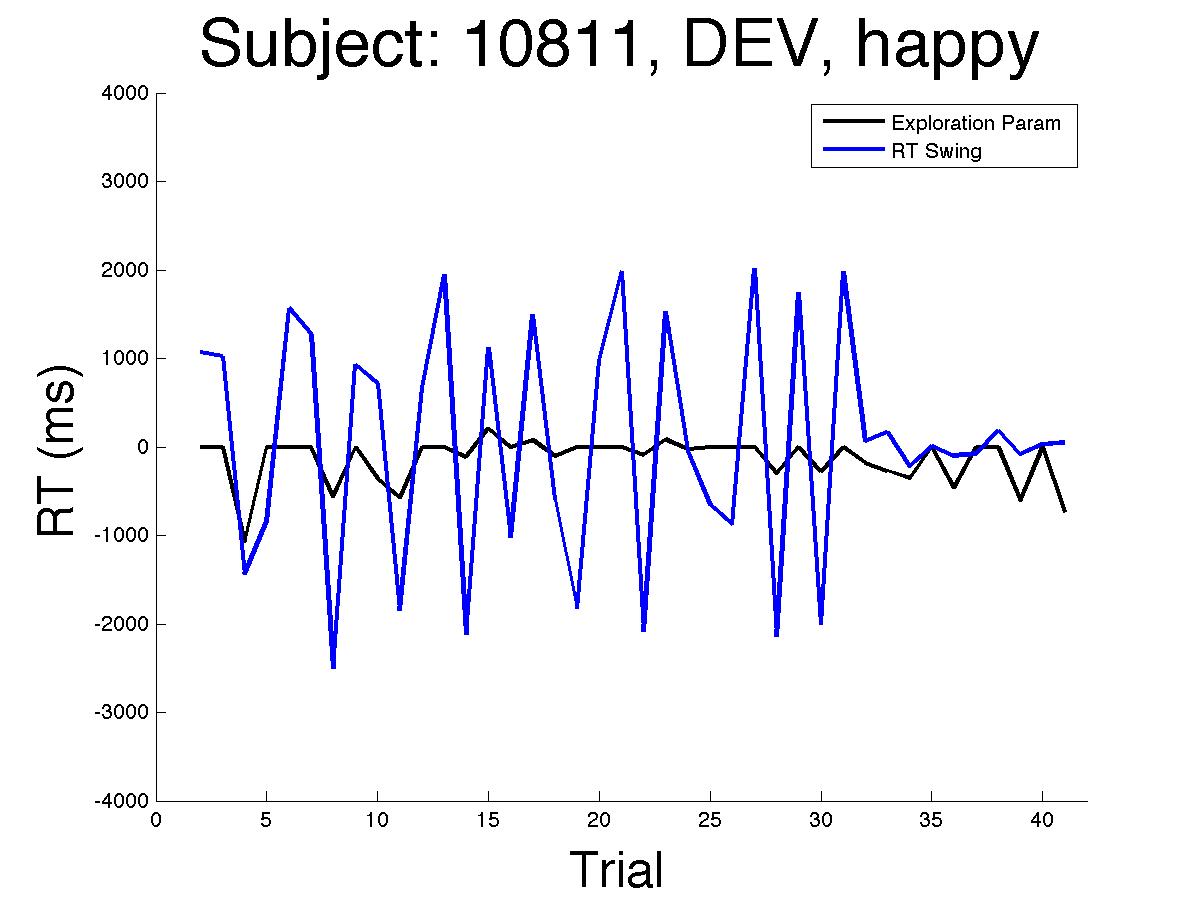 Subject: 10811, DEV, happy
Exploration Param
RT Swing
RT (ms)
4000
3000
2000
1000
0
-1000
-2000
-3000
-4000
0 5 10 15 20 25 30 35 40
Trial